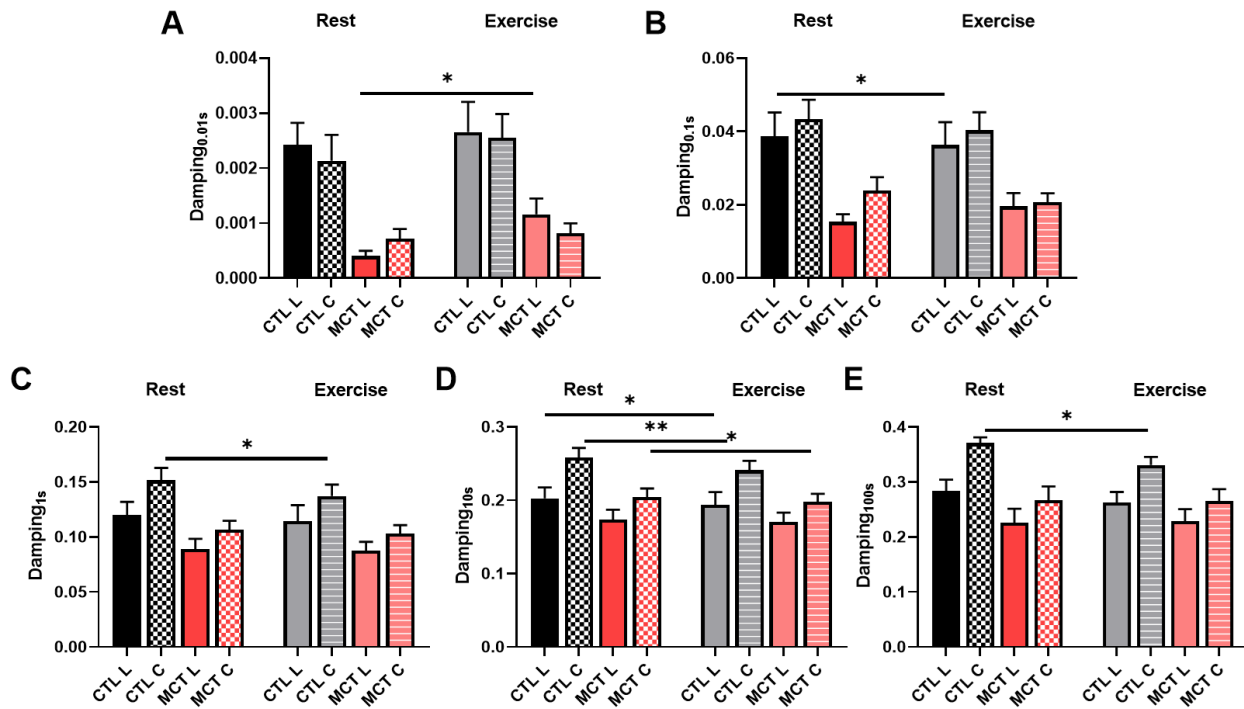 A
Rest
Exercise
*
Damping0.01s
0.004
0.003
0.002
0.001
0.000
CTL L
CTL C
MCT L
MCT C
CTL L
CTL C
MCT L
MCT C
B
Rest
Exercise
*
Damping0.1s
0.06
0.04
0.02
0.00
CTL L
CTL C
MCT L
MCT C
CTL L
CTL C
MCT L
MCT C
C
Rest
Exercise
*
Damping1s
0.20
0.15
0.10
0.05
0.00
CTL L
CTL C
MCT L
MCT C
CTL L
CTL C
MCT L
MCT C
D
Rest
Exercise
*
**
*
Damping10s
0.3
0.2
0.1
0.0
CTL L
CTL C
MCT L
MCT C
CTL L
CTL C
MCT L
MCT C
E
Rest
Exercise
*
Damping100s
0.4
0.3
0.2
0.1
0.0
CTL L
CTL C
MCT L
MCT C
CTL L
CTL C
MCT L
MCT C